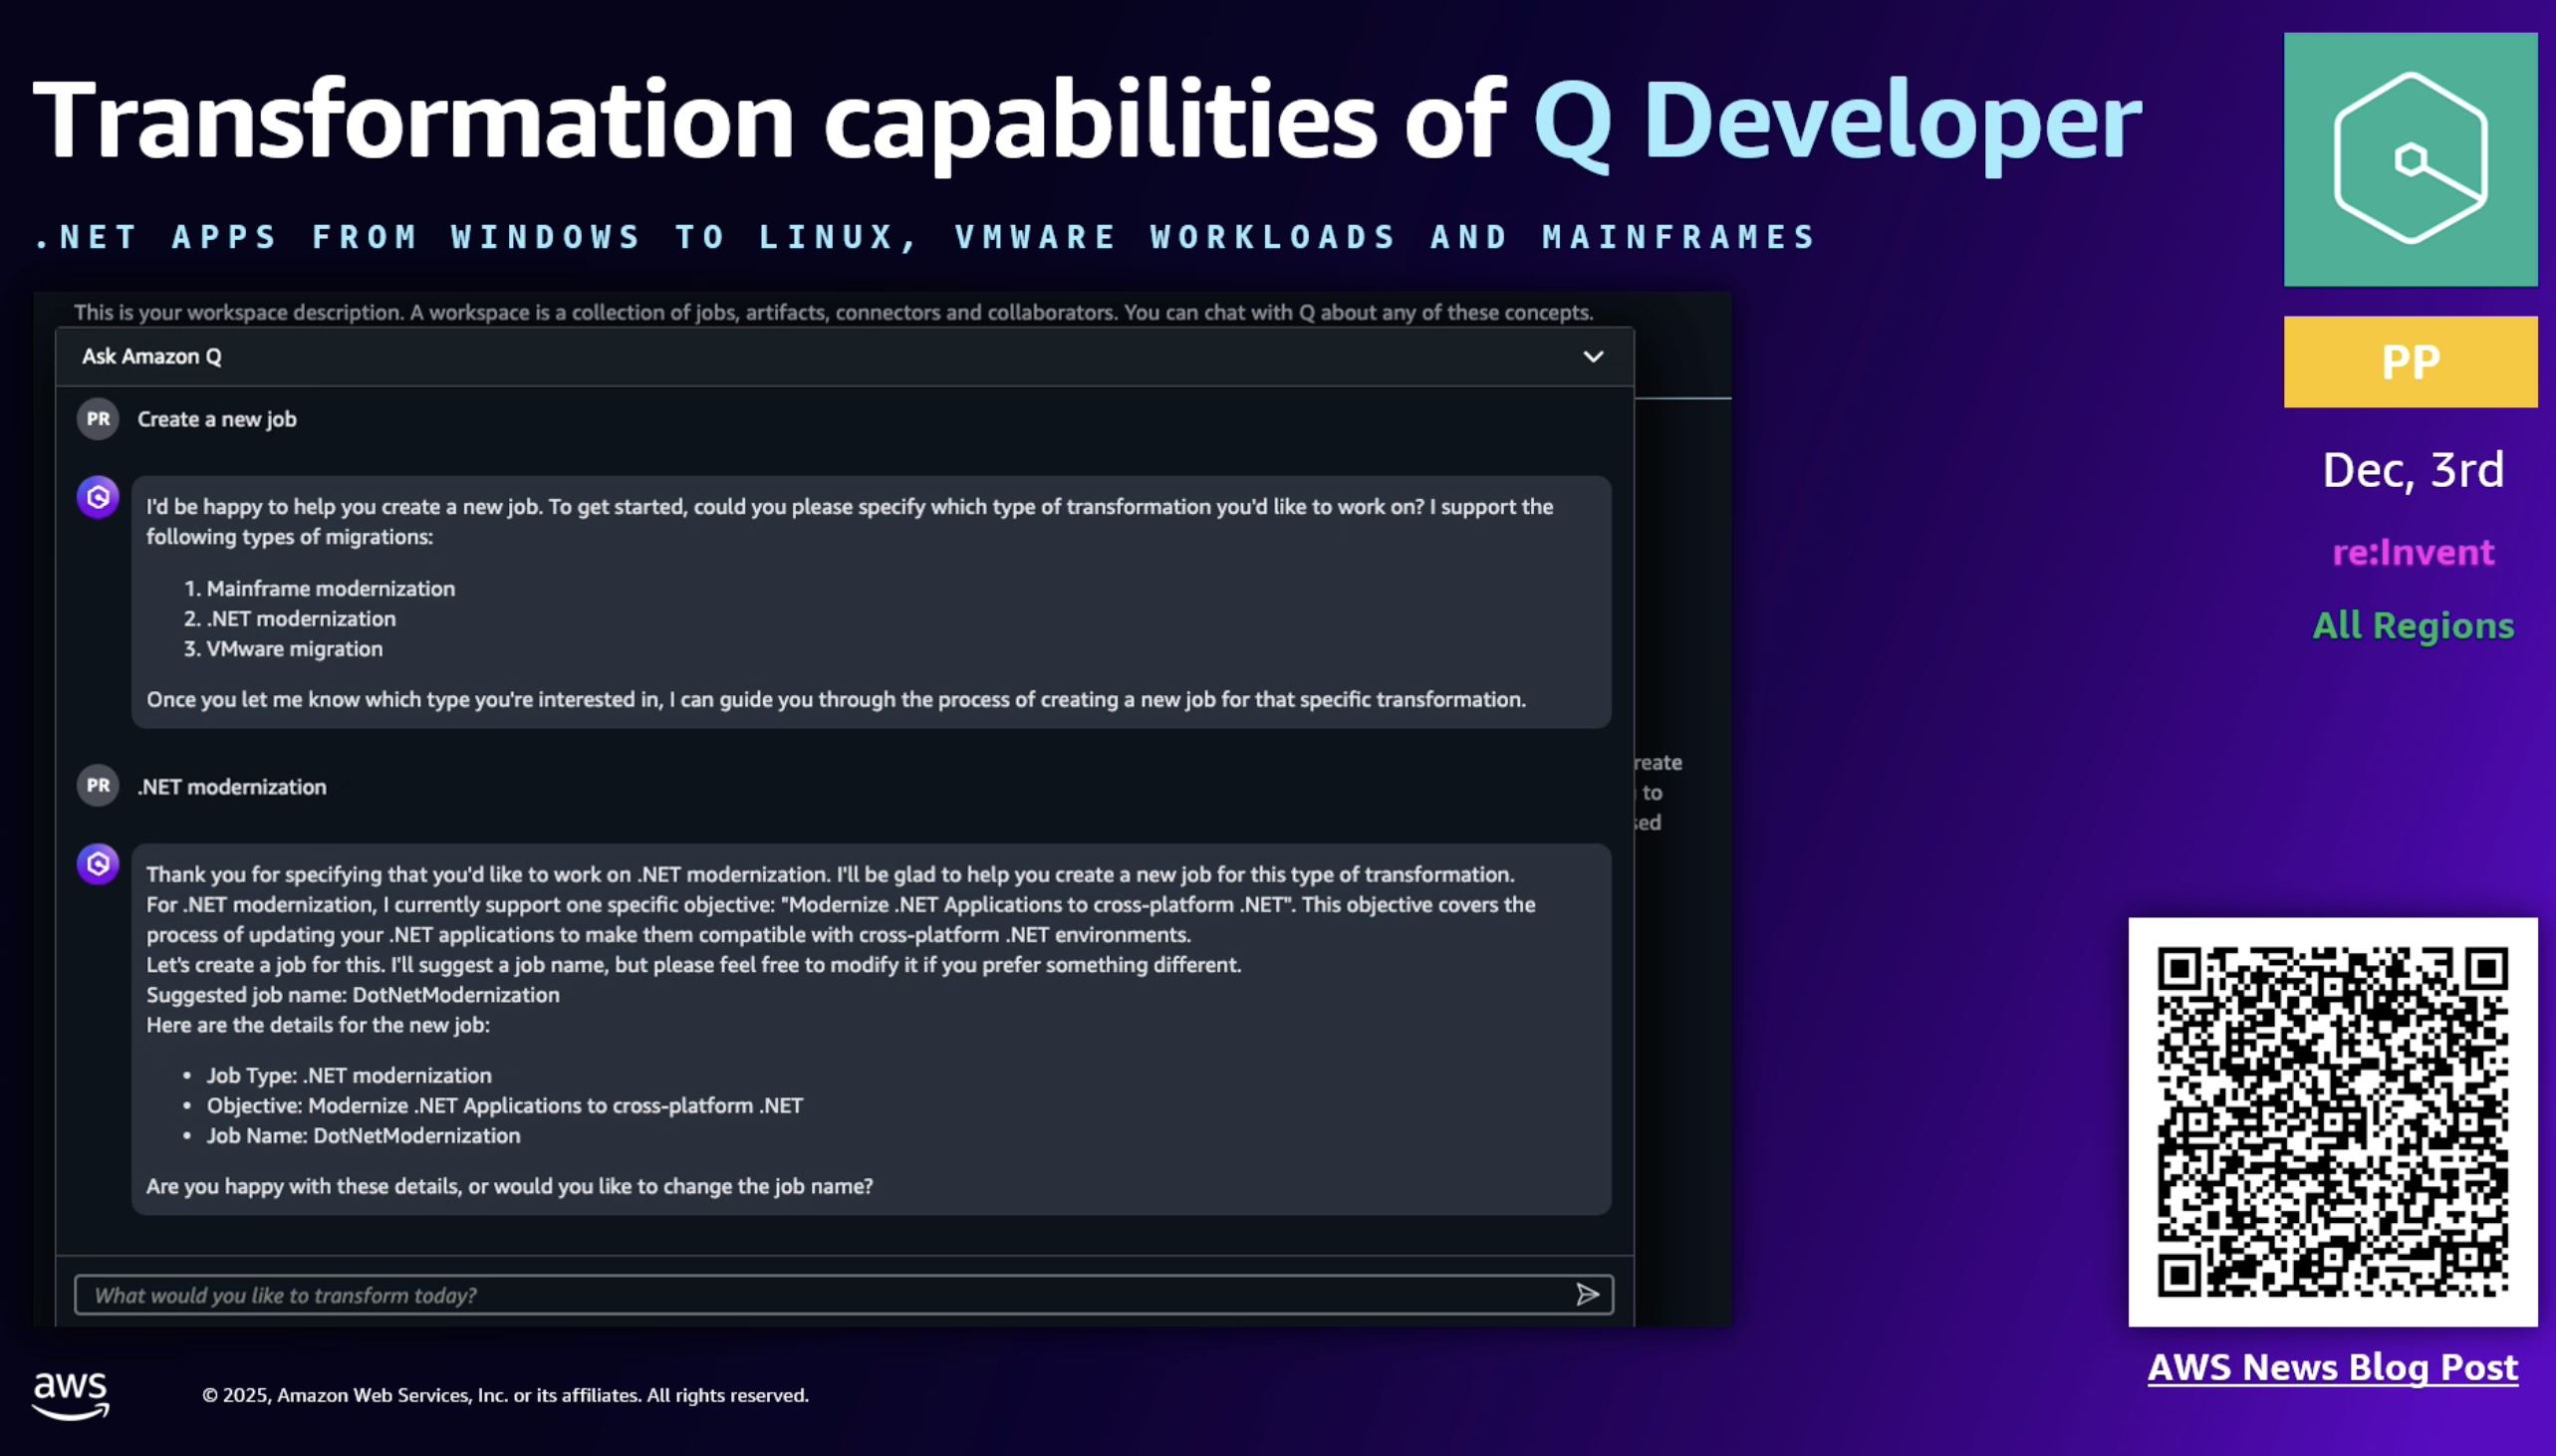 Transformation capabilities of Q Developer
.NET APPS FROM WINDOWS TO LINUX, VMWARE WORKLOADS AND MAINFRAMES
This is your workspace description. A workspace is a collection of jobs, artifacts, connectors and collaborators. You can chat with Q about any of these concepts.
Ask Amazon Q
PR Create a new job
I'd be happy to help you create a new job. To get started, could you please specify which type of transformation you'd like to work on? I support the
following types of migrations:
1. Mainframe modernization
2. .NET modernization
3. VMware migration
Once you let me know which type you're interested in, I can guide you through the process of creating a new job for that specific transformation.
PR .NET modernization
Thank you for specifying that you'd like to work on .NET modernization. I'll be glad to help you create a new job for this type of transformation.
For .NET modernization, I currently support one specific objective: "Modernize .NET Applications to cross-platform .NET". This objective covers the
process of updating your .NET applications to make them compatible with cross-platform .NET environments.
Let's create a job for this. I'll suggest a job name, but please feel free to modify it if you prefer something different.
Suggested job name: DotNetModernization
Here are the details for the new job:
• Job Type: .NET modernization
• Objective: Modernize .NET Applications to cross-platform .NET
• Job Name: DotNetModernization
Are you happy with these details, or would you like to change the job name?
What would you like to transform today?
reate
to
sed
PP
Dec, 3rd
re:Invent
All Regions
AWS News Blog Post
aws
© 2025, Amazon Web Services, Inc. or its affiliates. All rights reserved.